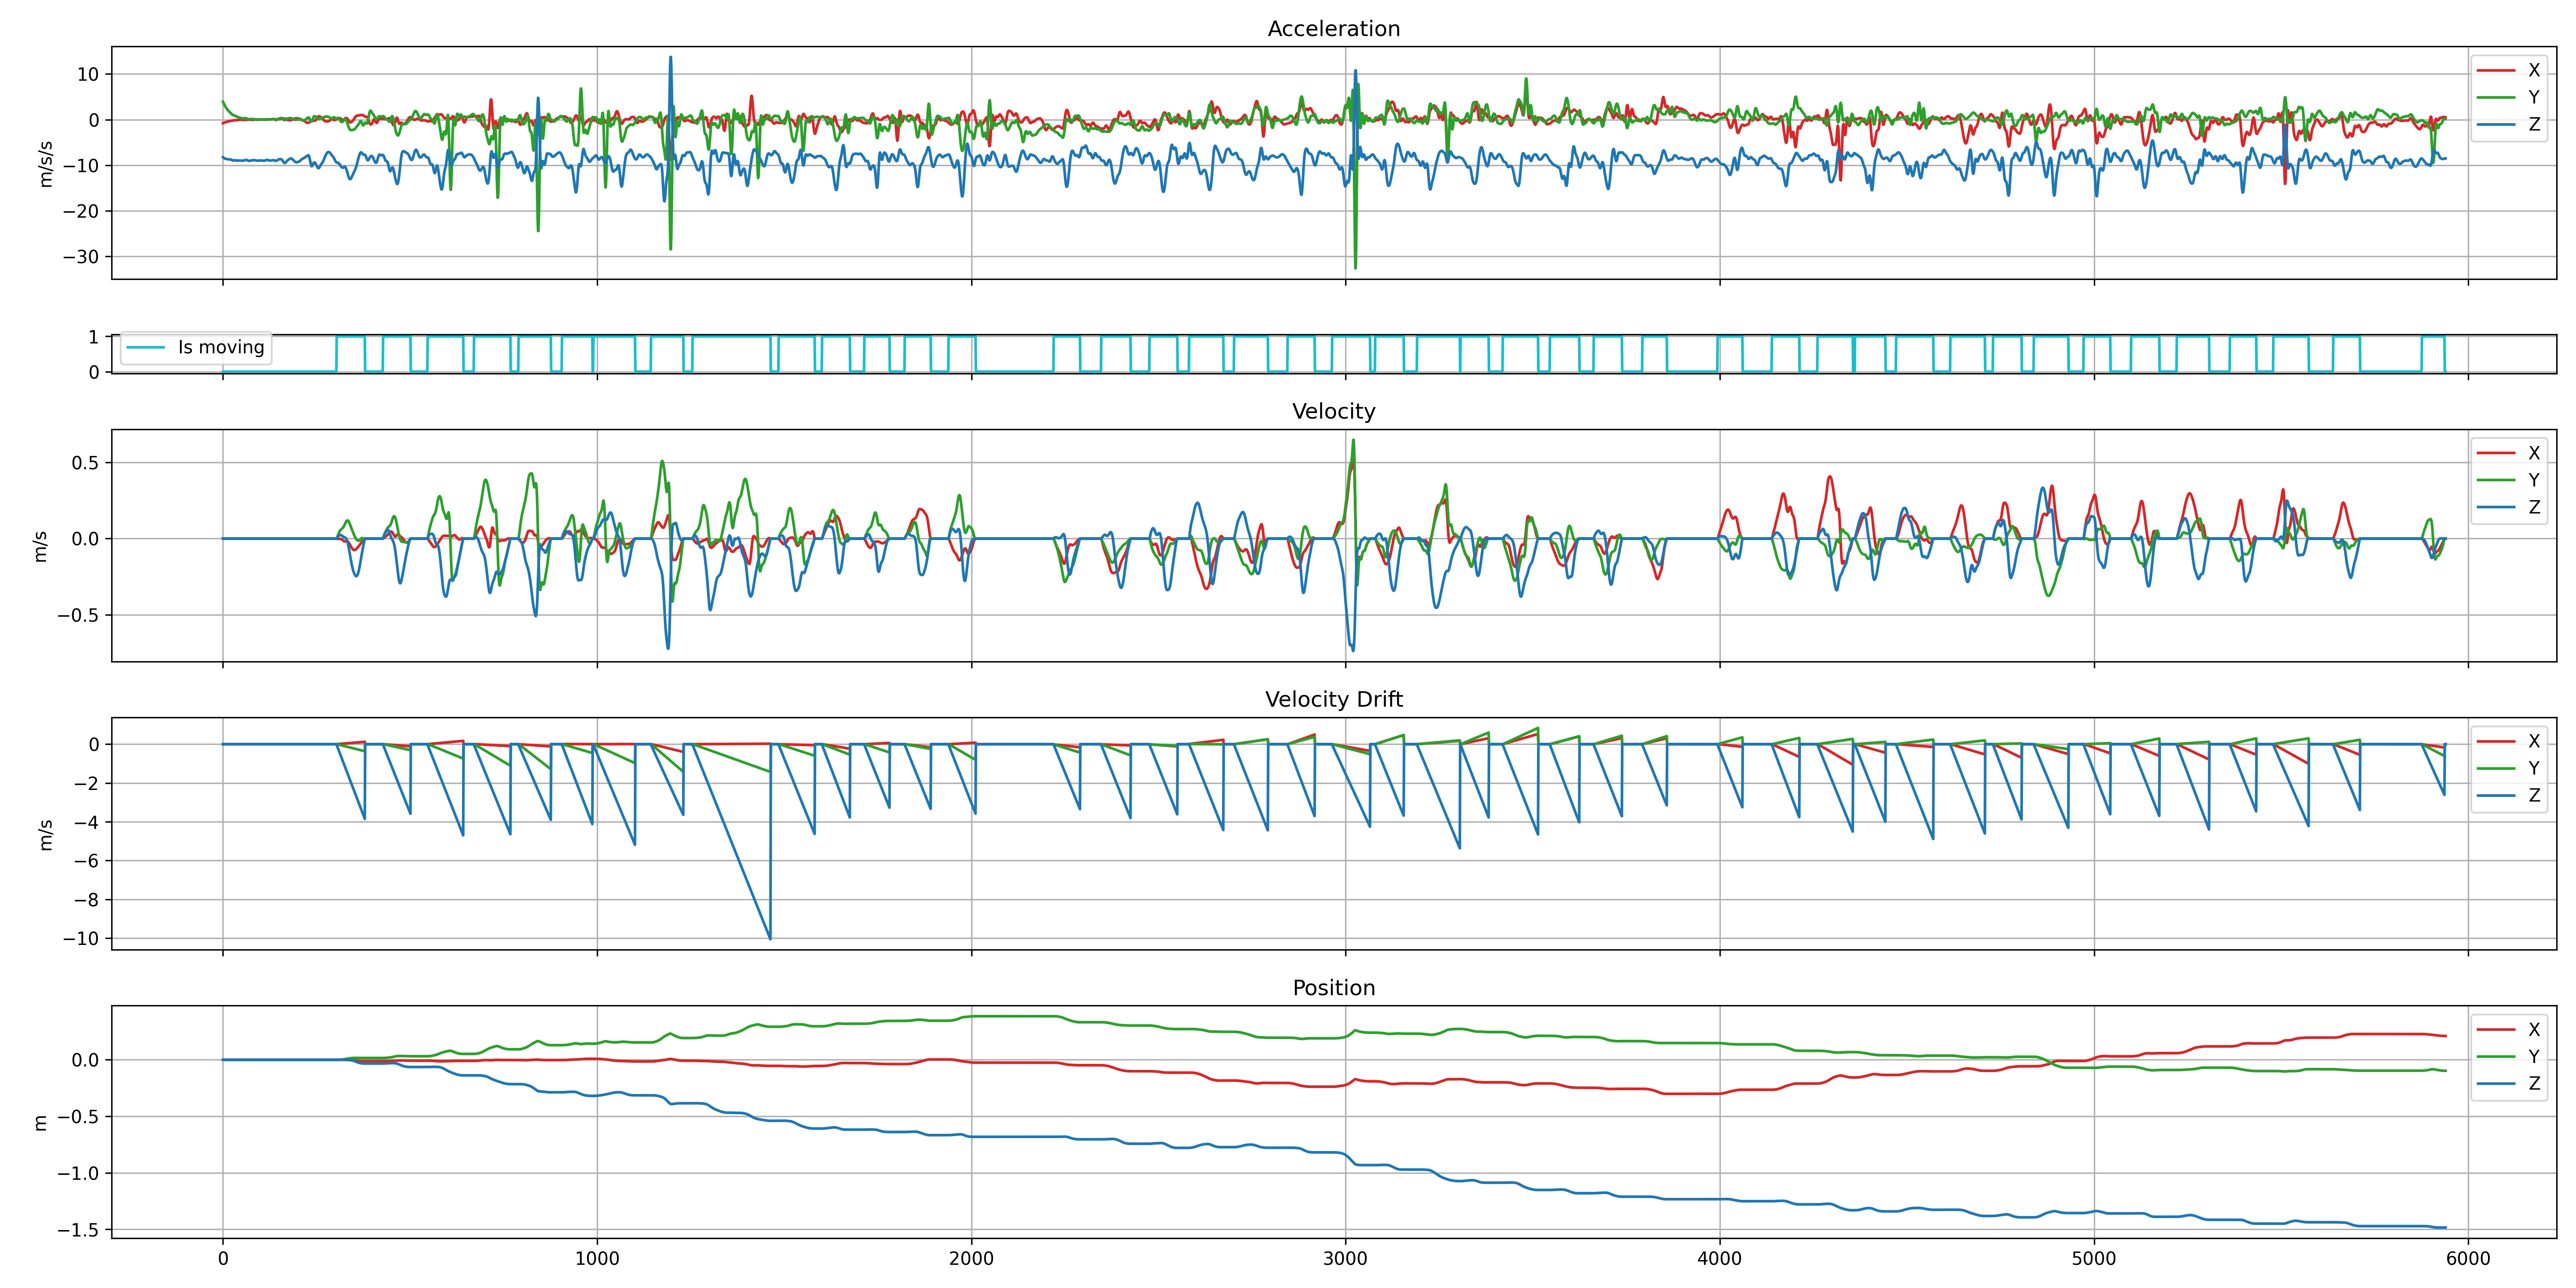 Acceleration
10
0
−10
−20
−30
m/s/s
X
Y
Z
1
0
Is moving
Velocity
0.5
0.0
−0.5
m/s
X
Y
Z
Velocity Drift
0
−2
−4
−6
−8
−10
m/s
X
Y
Z
Position
0.0
−0.5
−1.0
−1.5
m
X
Y
Z
0 1000 2000 3000 4000 5000 6000